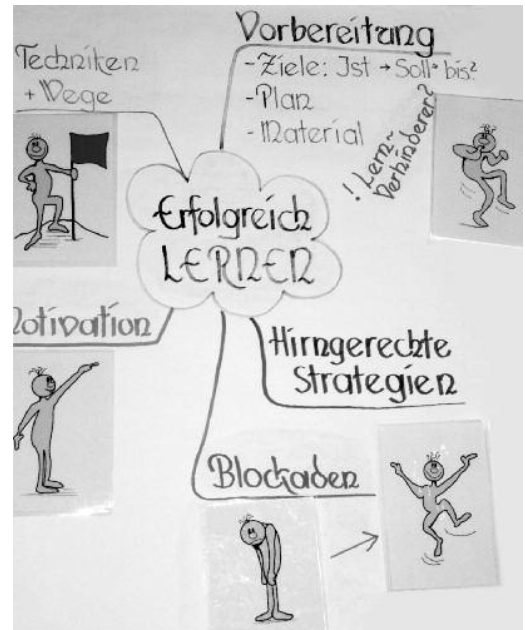 Vorbereitung
-Ziele: Ist → Soll → bis?
-Plan
-Material
! Lern-
Verhinderer?
Techniken
+ Wege
Erfolgreich
LERNEN
otivation
Hirngerechte
Strategien
Blockaden